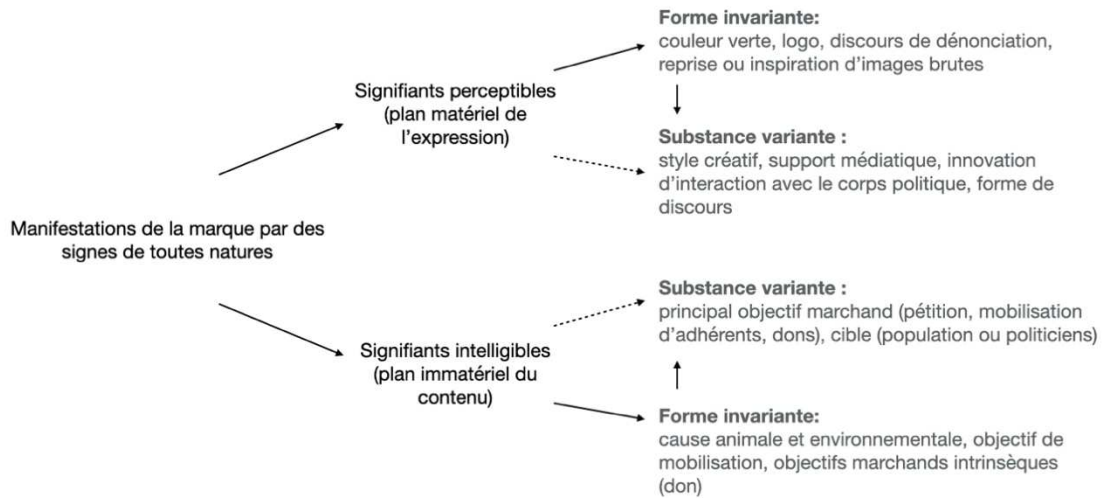 Forme invariante:
couleur verte, logo, discours de dénonciation,
reprise ou inspiration d’images brutes
Signifiants perceptibles
(plan matériel de
l’expression)
Substance variante :
style créatif, support médiatique, innovation
d’interaction avec le corps politique, forme de
discours
Manifestations de la marque par des
signes de toutes natures
Substance variante :
principal objectif marchand (pétition, mobilisation
d’adhérents, dons), cible (population ou politiciens)
Signifiants intelligibles
(plan immatériel du
contenu)
Forme invariante:
cause animale et environnementale, objectif de
mobilisation, objectifs marchands intrinsèques
(don)